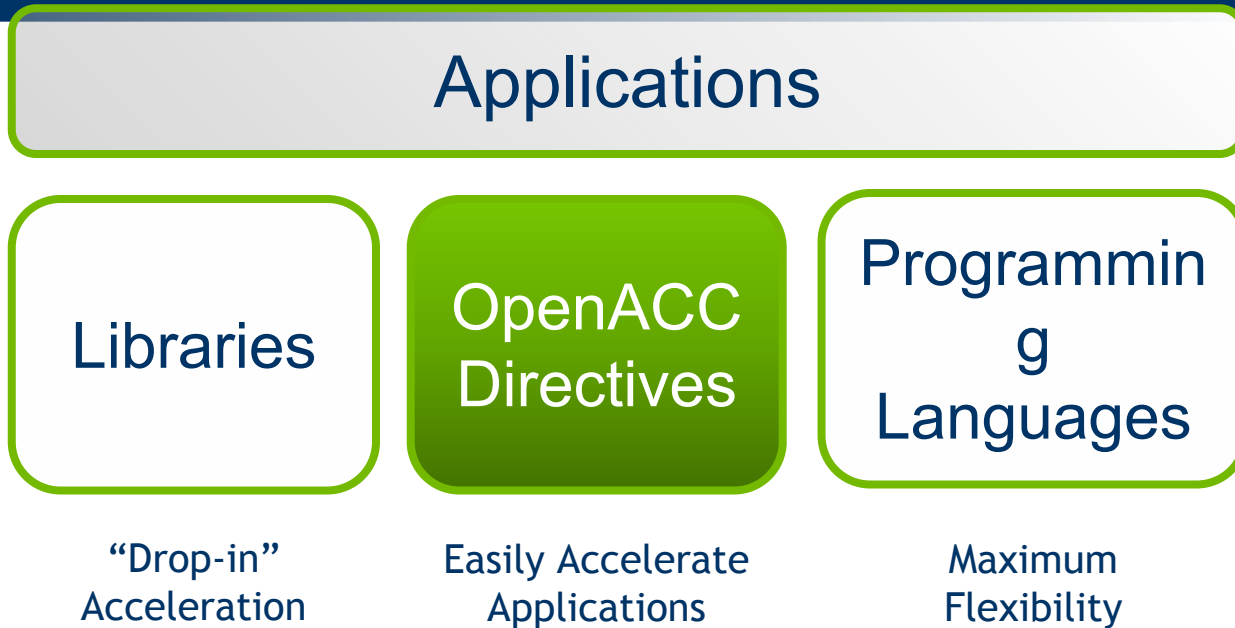 Applications
Libraries
OpenACC
Directives
Programmin
g
Languages
“Drop-in”
Acceleration
Easily Accelerate
Applications
Maximum
Flexibility